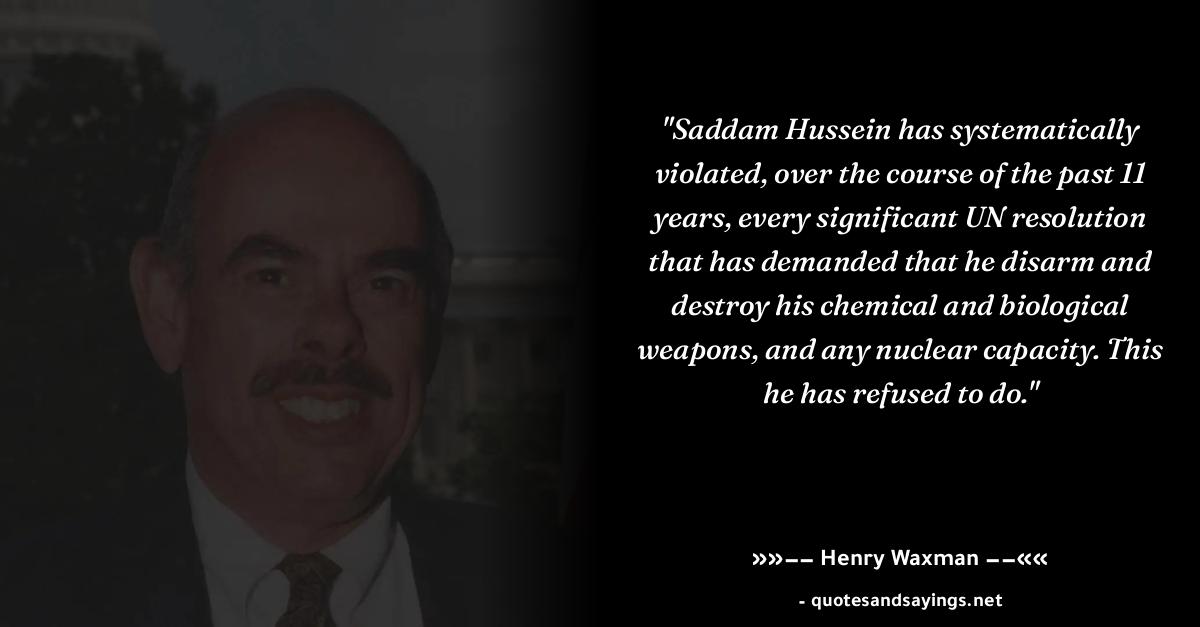 "Saddam Hussein has systematically
violated, over the course of the past 11
years, every significant UN resolution
that has demanded that he disarm and
destroy his chemical and biological
weapons, and any nuclear capacity. This
he has refused to do."
»»–– Henry Waxman ––««
- quotesandsayings.net